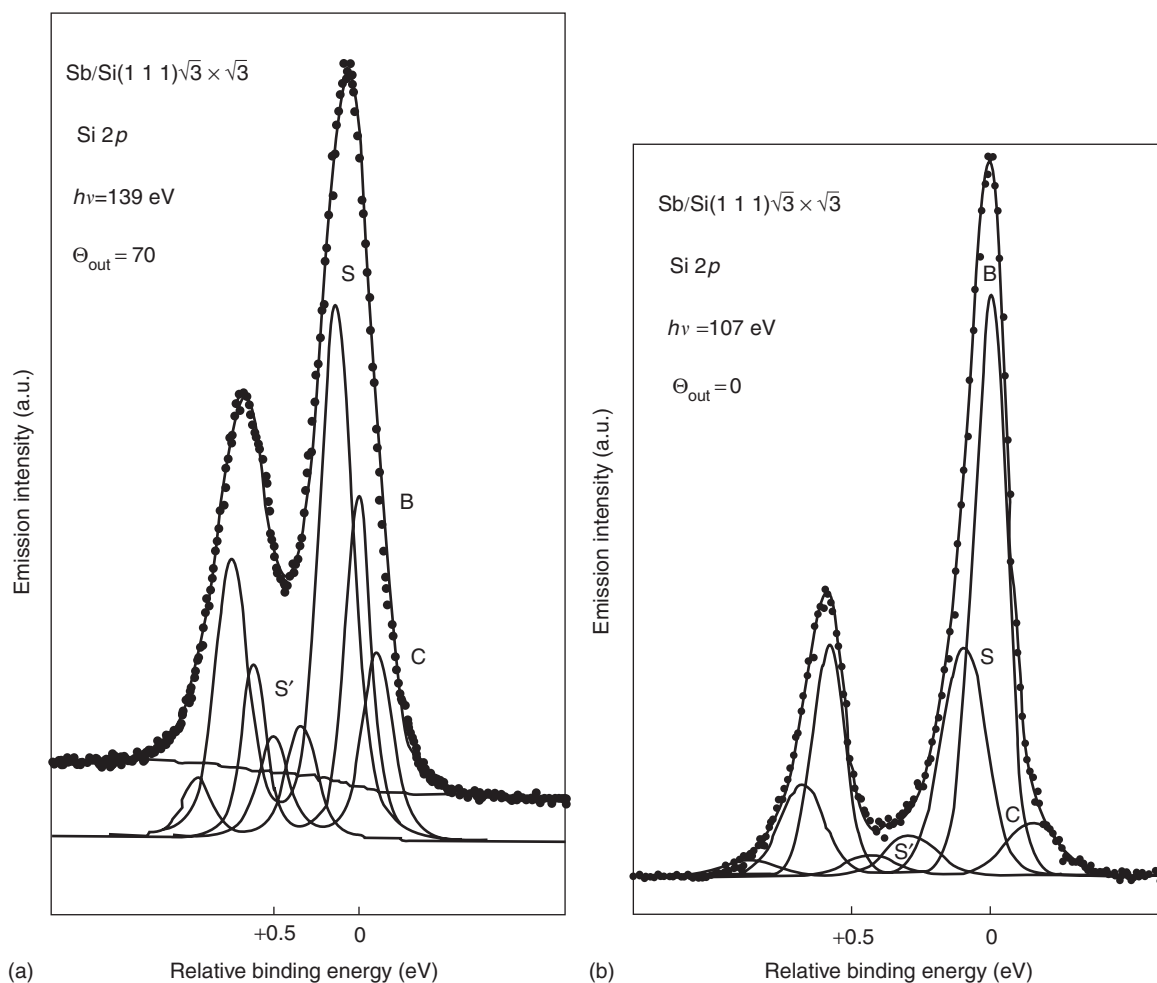 Sb/Si(1 1 1)√3 × √3
Si 2p
hν=139 eV
Θout = 70
S
B
C
S′
Emission intensity (a.u.)
+0.5 0
(a) Relative binding energy (eV)
Sb/Si(1 1 1)√3 × √3
Si 2p
hν =107 eV
Θout = 0
B
S
C
S′
Emission intensity (a.u.)
+0.5 0
(b) Relative binding energy (eV)